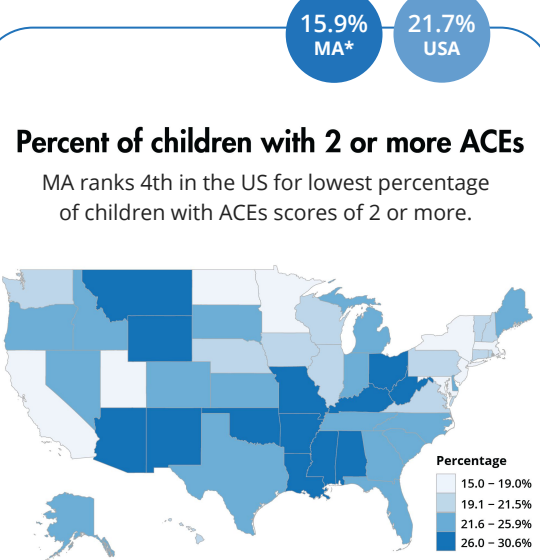 15.9%
MA*
21.7%
USA
Percent of children with 2 or more ACEs
MA ranks 4th in the US for lowest percentage
of children with ACEs scores of 2 or more.
Percentage
15.0 – 19.0%
19.1 – 21.5%
21.6 – 25.9%
26.0 – 30.6%